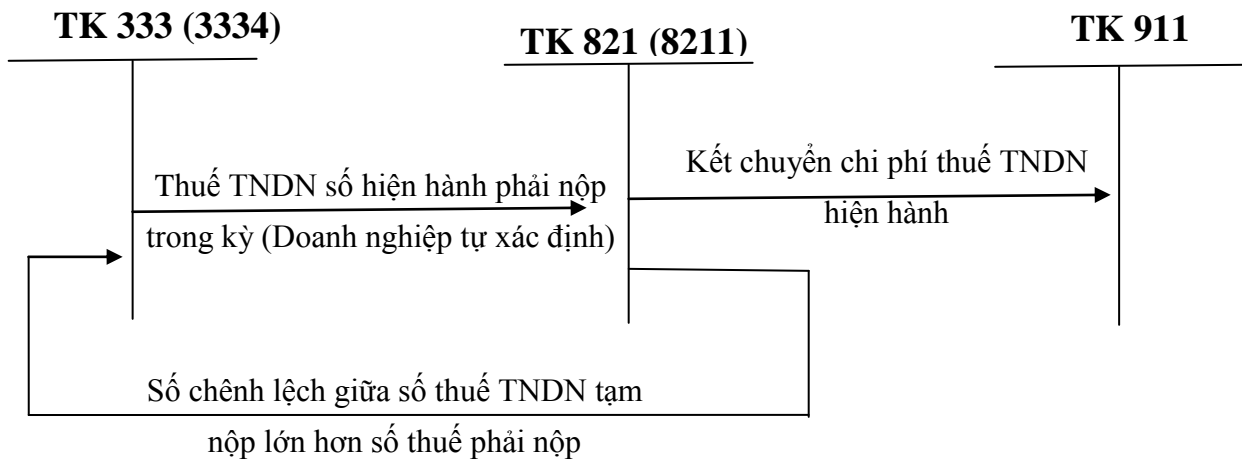 TK 333 (3334)
TK 821 (8211)
TK 911
Thuế TNDN số hiện hành phải nộp
trong kỳ (Doanh nghiệp tự xác định)
Kết chuyển chi phí thuế TNDN
hiện hành
Số chênh lệch giữa số thuế TNDN tạm
nộp lớn hơn số thuế phải nộp